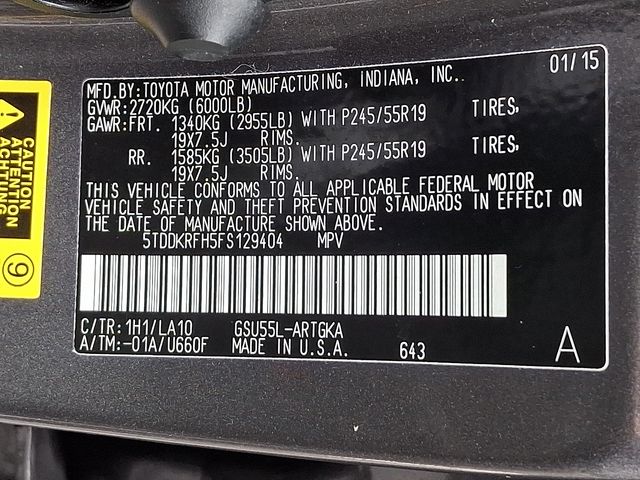 MFD.BY:TOYOTA MOTOR MANUFACTURING, INDIANA, INC. 01/15
GVWR:2720KG (6000LB)
GAWR:FRT. 1340KG (2955LB) WITH P245/55R19 TIRES,
19X7.5J RIMS.
RR. 1585KG (3505LB) WITH P245/55R19 TIRES,
19X7.5J RIMS.
THIS VEHICLE CONFORMS TO ALL APPLICABLE FEDERAL MOTOR
VEHICLE SAFETY AND THEFT PREVENTION STANDARDS IN EFFECT ON
THE DATE OF MANUFACTURE SHOWN ABOVE.
5TDDKRFH5FS129404 MPV
C/TR: 1H1/LA10 GSU55L-ARTGKA
A/TM:-01A/U660F MADE IN U.S.A. 643 A
CAUTION
ATTENTION
ACHTUNG
9